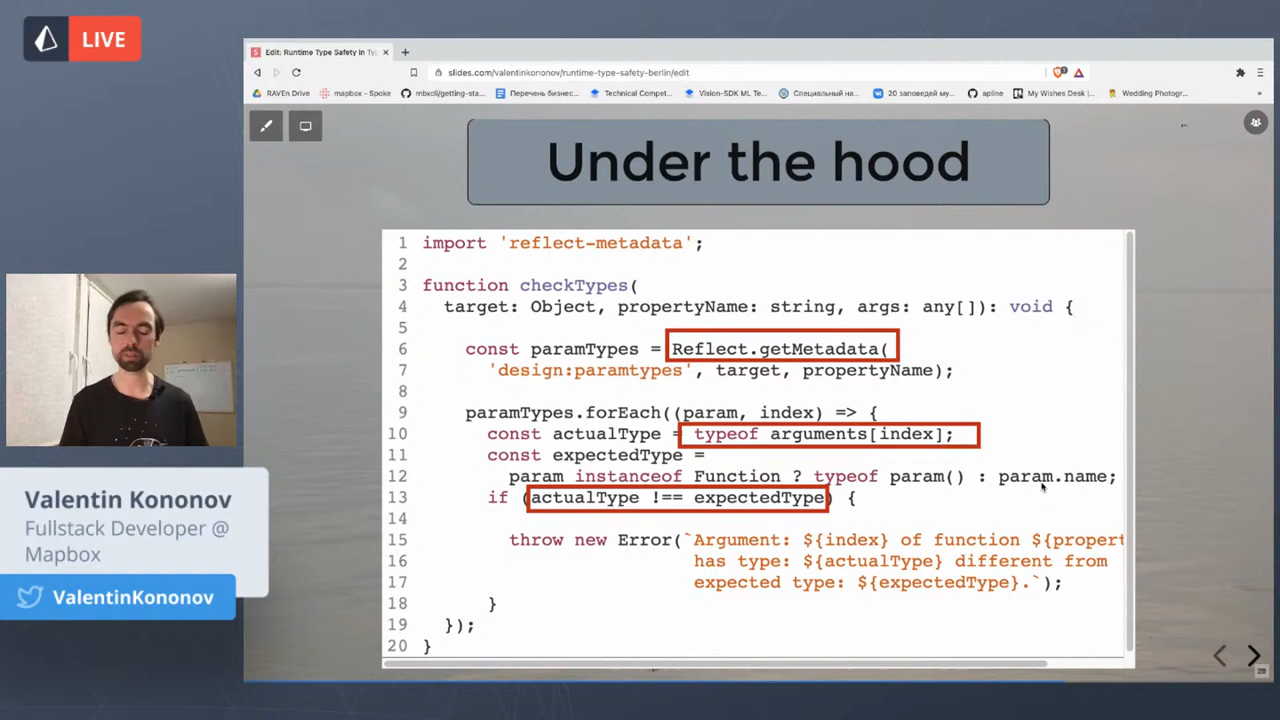 LIVE
Edit: Runtime Type Safety in Ty
slides.com/valentinkononov/runtime-type-safety-berlin/edit
RAVEn Drive
mapbox - Spoke
mbxcli/getting-sta...
Перечень бизнес...
Technical Compet...
Vision-SDK ML Te...
Специальный на...
20 заповедей му...
apline
My Wishes Desk |...
Wedding Photogr...
Under the hood
1 import 'reflect-metadata';
2
3 function checkTypes(
4 target: Object, propertyName: string, args: any[]): void {
5
6 const paramTypes = Reflect.getMetadata(
7 'design:paramtypes', target, propertyName);
8
9 paramTypes.forEach((param, index) => {
10 const actualType = typeof arguments[index];
11 const expectedType =
12 param instanceof Function ? typeof param() : param.name;
13 if (actualType !== expectedType) {
14
15 throw new Error(`Argument: ${index} of function ${propert
16 has type: ${actualType} different from
17 expected type: ${expectedType}.`);
18 }
19 });
20 }
Valentin Kononov
Fullstack Developer @
Mapbox
ValentinKononov